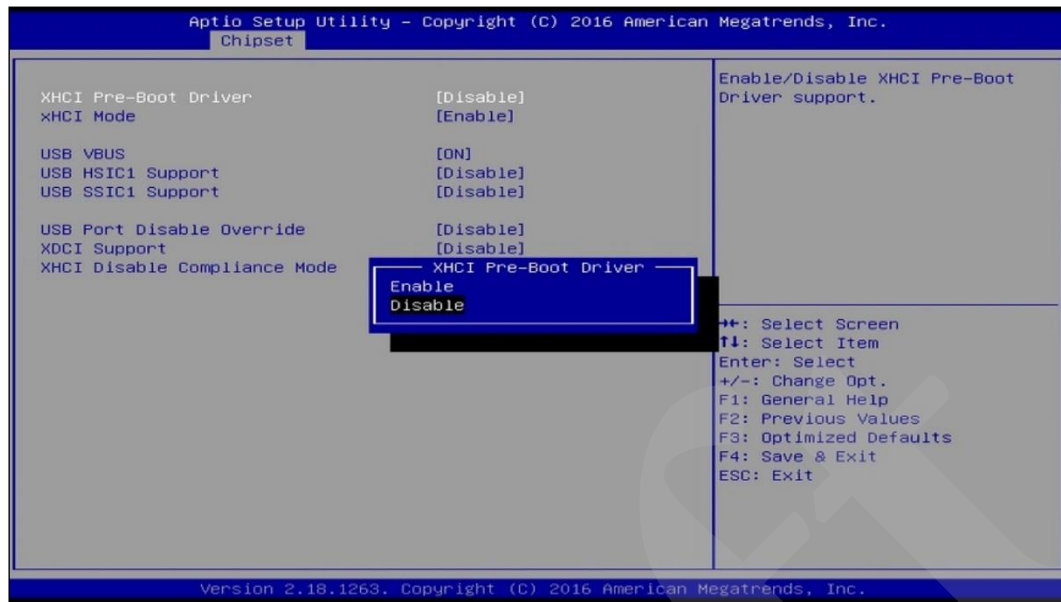 Aptio Setup Utility – Copyright (C) 2016 American Megatrends, Inc.
Chipset
XHCI Pre-Boot Driver [Disable]
xHCI Mode [Enable]
USB VBUS [ON]
USB HSIC1 Support [Disable]
USB SSIC1 Support [Disable]
USB Port Disable Override [Disable]
XDCI Support [Disable]
XHCI Disable Compliance Mode
XHCI Pre-Boot Driver
Enable
Disable
Enable/Disable XHCI Pre-Boot
Driver support.
→←: Select Screen
↑↓: Select Item
Enter: Select
+/-: Change Opt.
F1: General Help
F2: Previous Values
F3: Optimized Defaults
F4: Save & Exit
ESC: Exit
Version 2.18.1263. Copyright (C) 2016 American Megatrends, Inc.